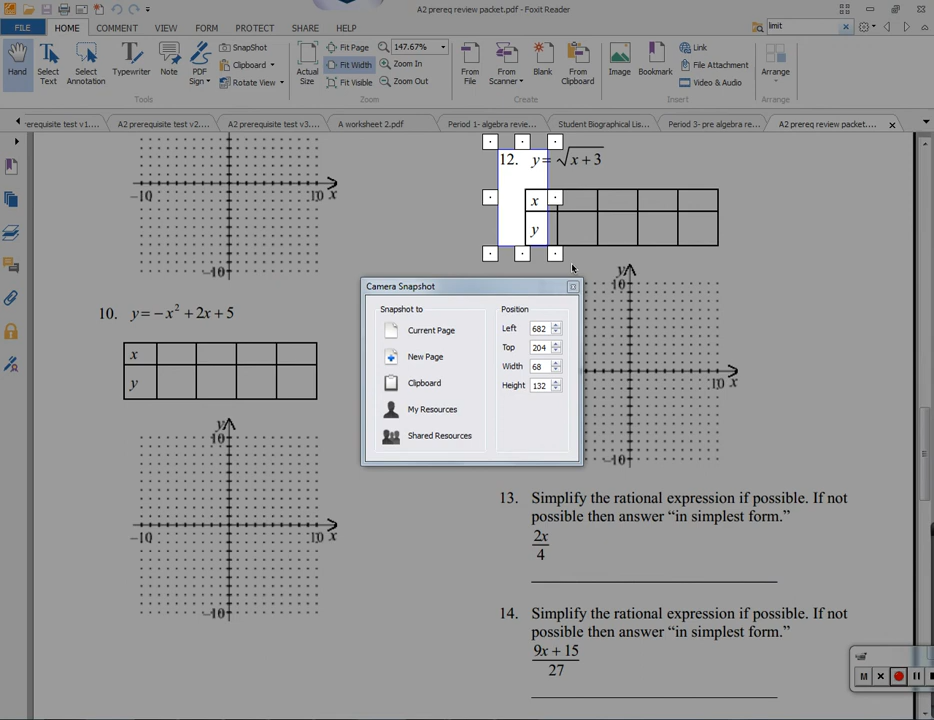 A2 prereq review packet.pdf - Foxit Reader
FILE HOME COMMENT VIEW FORM PROTECT SHARE HELP
limit
Hand
Select Text
Select Annotation
Typewriter
Note
PDF Sign
SnapShot
Clipboard
Rotate View
Tools
Actual Size
Fit Page
Fit Width
Fit Visible
147.67%
Zoom In
Zoom Out
Zoom
From File
From Scanner
Blank
From Clipboard
Create
Image
Bookmark
Link
File Attachment
Video & Audio
Insert
Arrange
Arrange
erequisite test v1.... A2 prerequisite test v2.... A2 prerequisite test v3.... A worksheet 2.pdf Period 1- algebra revie... Student Biographical Lis... Period 3- pre algebra re... A2 prereq review packet....
-10 10 x
-10
10. y = -x² + 2x + 5
x
y
y
10
-10 10 x
-10
12. y = √(x + 3)
x
y
y
10
10 x
-10
Camera Snapshot
Snapshot to
Current Page
New Page
Clipboard
My Resources
Shared Resources
Position
Left 682
Top 204
Width 68
Height 132
13. Simplify the rational expression if possible. If not
possible then answer “in simplest form.”
2x
4
14. Simplify the rational expression if possible. If not
possible then answer “in simplest form.”
9x + 15
27
M